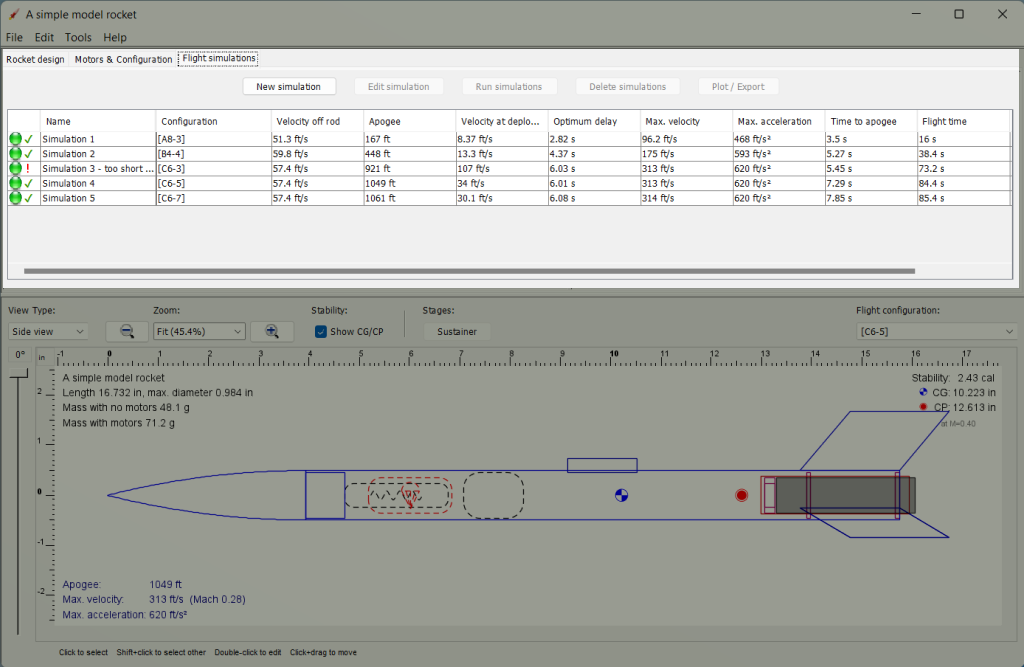 A simple model rocket
File Edit Tools Help
Rocket design Motors & Configuration Flight simulations
New simulation Edit simulation Run simulations Delete simulations Plot / Export
Name Configuration Velocity off rod Apogee Velocity at deplo... Optimum delay Max. velocity Max. acceleration Time to apogee Flight time
Simulation 1 [A8-3] 51.3 ft/s 167 ft 8.37 ft/s 2.82 s 96.2 ft/s 468 ft/s² 3.5 s 16 s
Simulation 2 [B4-4] 59.8 ft/s 448 ft 13.3 ft/s 4.37 s 175 ft/s 593 ft/s² 5.27 s 38.4 s
Simulation 3 - too short ... [C6-3] 57.4 ft/s 921 ft 107 ft/s 6.03 s 313 ft/s 620 ft/s² 5.45 s 73.2 s
Simulation 4 [C6-5] 57.4 ft/s 1049 ft 34 ft/s 6.01 s 313 ft/s 620 ft/s² 7.29 s 84.4 s
Simulation 5 [C6-7] 57.4 ft/s 1061 ft 30.1 ft/s 6.08 s 314 ft/s 620 ft/s² 7.85 s 85.4 s
View Type: Zoom: Stability: Stages: Flight configuration:
Side view Fit (45.4%) Show CG/CP Sustainer [C6-5]
0° in -1 0 1 2 3 4 5 6 7 8 9 10 11 12 13 14 15 16 17
A simple model rocket Stability: 2.43 cal
Length 16.732 in, max. diameter 0.984 in CG: 10.223 in
Mass with no motors 48.1 g CP: 12.613 in
Mass with motors 71.2 g at M=0.40
2
1
0
-1
-2
Apogee: 1049 ft
Max. velocity: 313 ft/s (Mach 0.28)
Max. acceleration: 620 ft/s²
Click to select Shift+click to select other Double-click to edit Click+drag to move